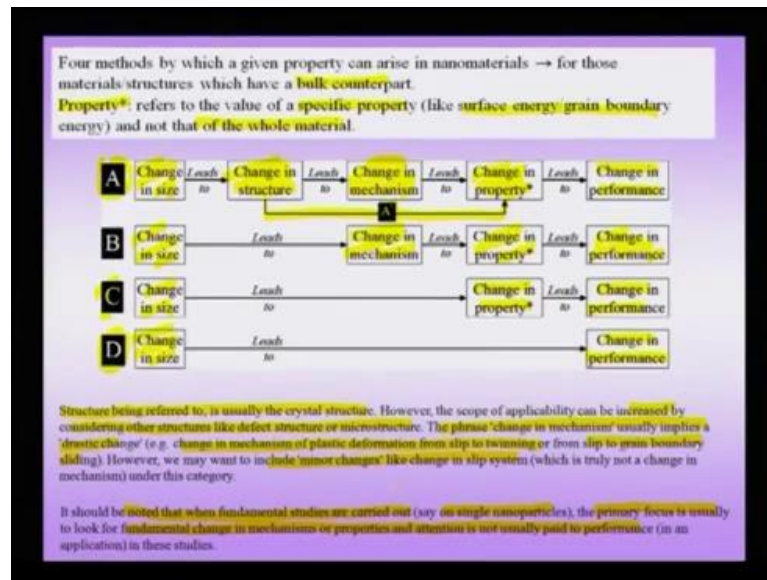 Four methods by which a given property can arise in nanomaterials → for those
materials/structures which have a bulk counterpart.
Property*: refers to the value of a specific property (like surface energy/grain boundary
energy) and not that of the whole material.
A Change in size Leads to Change in structure Leads to Change in mechanism Leads to Change in property* Leads to Change in performance
A
B Change in size Leads to Change in mechanism Leads to Change in property* Leads to Change in performance
C Change in size Leads to Change in property* Leads to Change in performance
D Change in size Leads to Change in performance
Structure being referred to, is usually the crystal structure. However, the scope of applicability can be increased by
considering other structures like defect structure or microstructure. The phrase 'change in mechanism' usually implies a
'drastic change' (e.g. change in mechanism of plastic deformation from slip to twinning or from slip to grain boundary
sliding). However, we may want to include 'minor changes' like change in slip system (which is truly not a change in
mechanism) under this category.
It should be noted that when fundamental studies are carried out (say on single nanoparticles), the primary focus is usually
to look for fundamental change in mechanisms or properties and attention is not usually paid to performance (in an
application) in these studies.